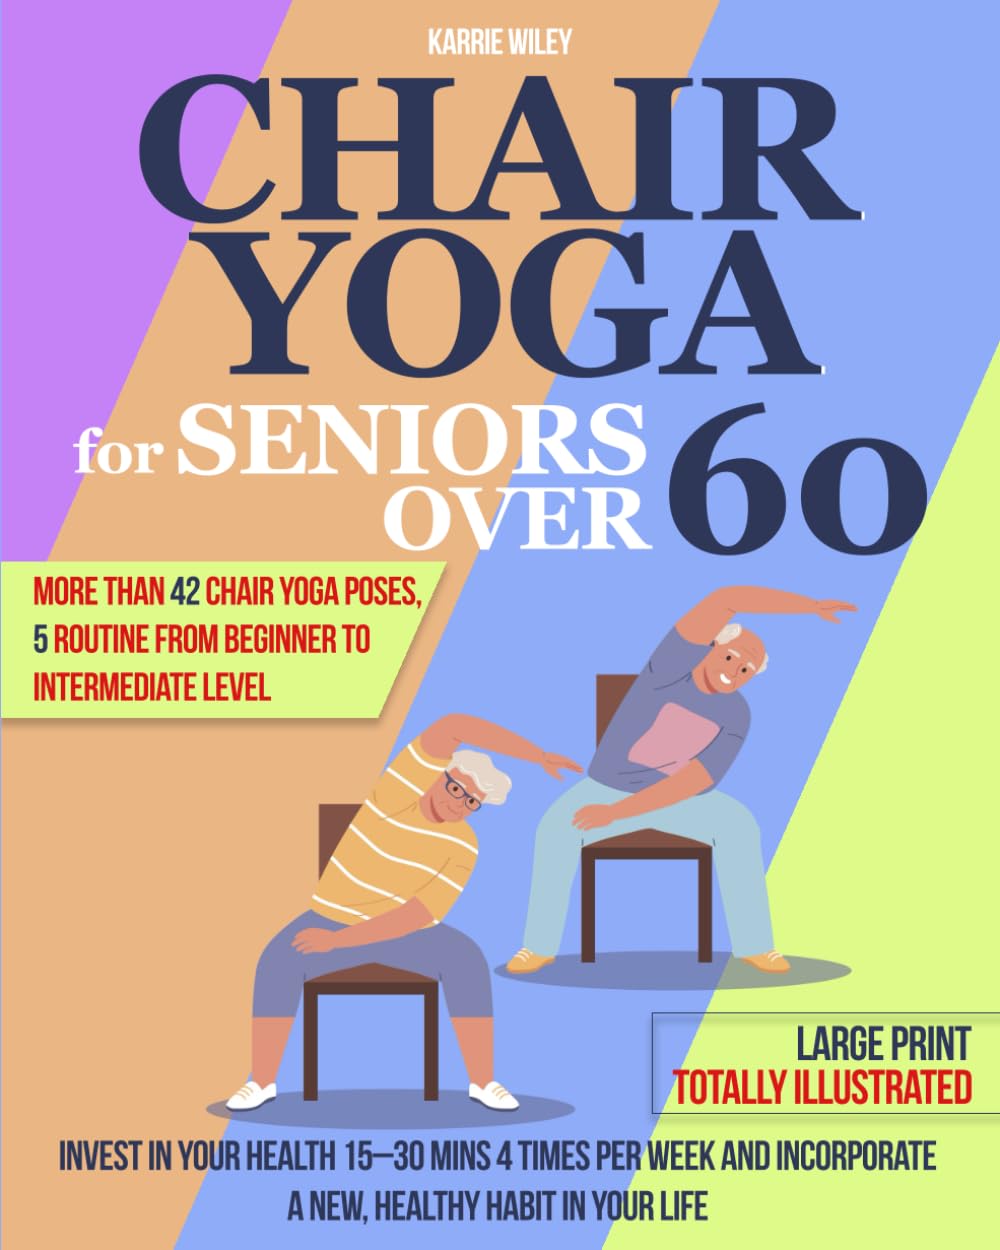 KARRIE WILEY
CHAIR
YOGA
for SENIORS
OVER 60
MORE THAN 42 CHAIR YOGA POSES,
5 ROUTINE FROM BEGINNER TO
INTERMEDIATE LEVEL
LARGE PRINT
TOTALLY ILLUSTRATED
INVEST IN YOUR HEALTH 15–30 MINS 4 TIMES PER WEEK AND INCORPORATE
A NEW, HEALTHY HABIT IN YOUR LIFE